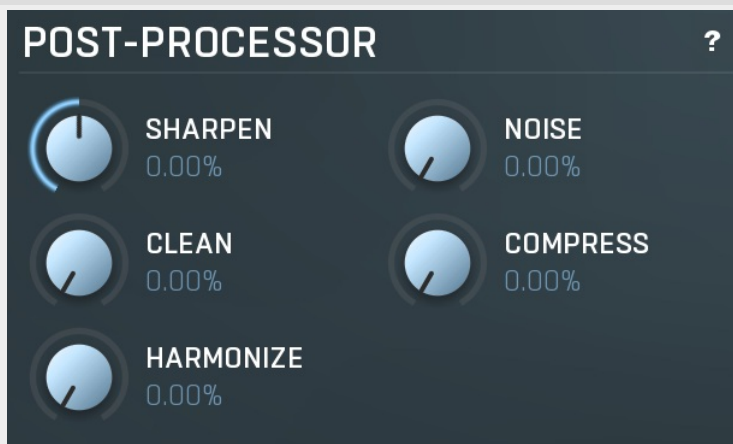 POST-PROCESSOR ?
SHARPEN
0.00%
NOISE
0.00%
CLEAN
0.00%
COMPRESS
0.00%
HARMONIZE
0.00%